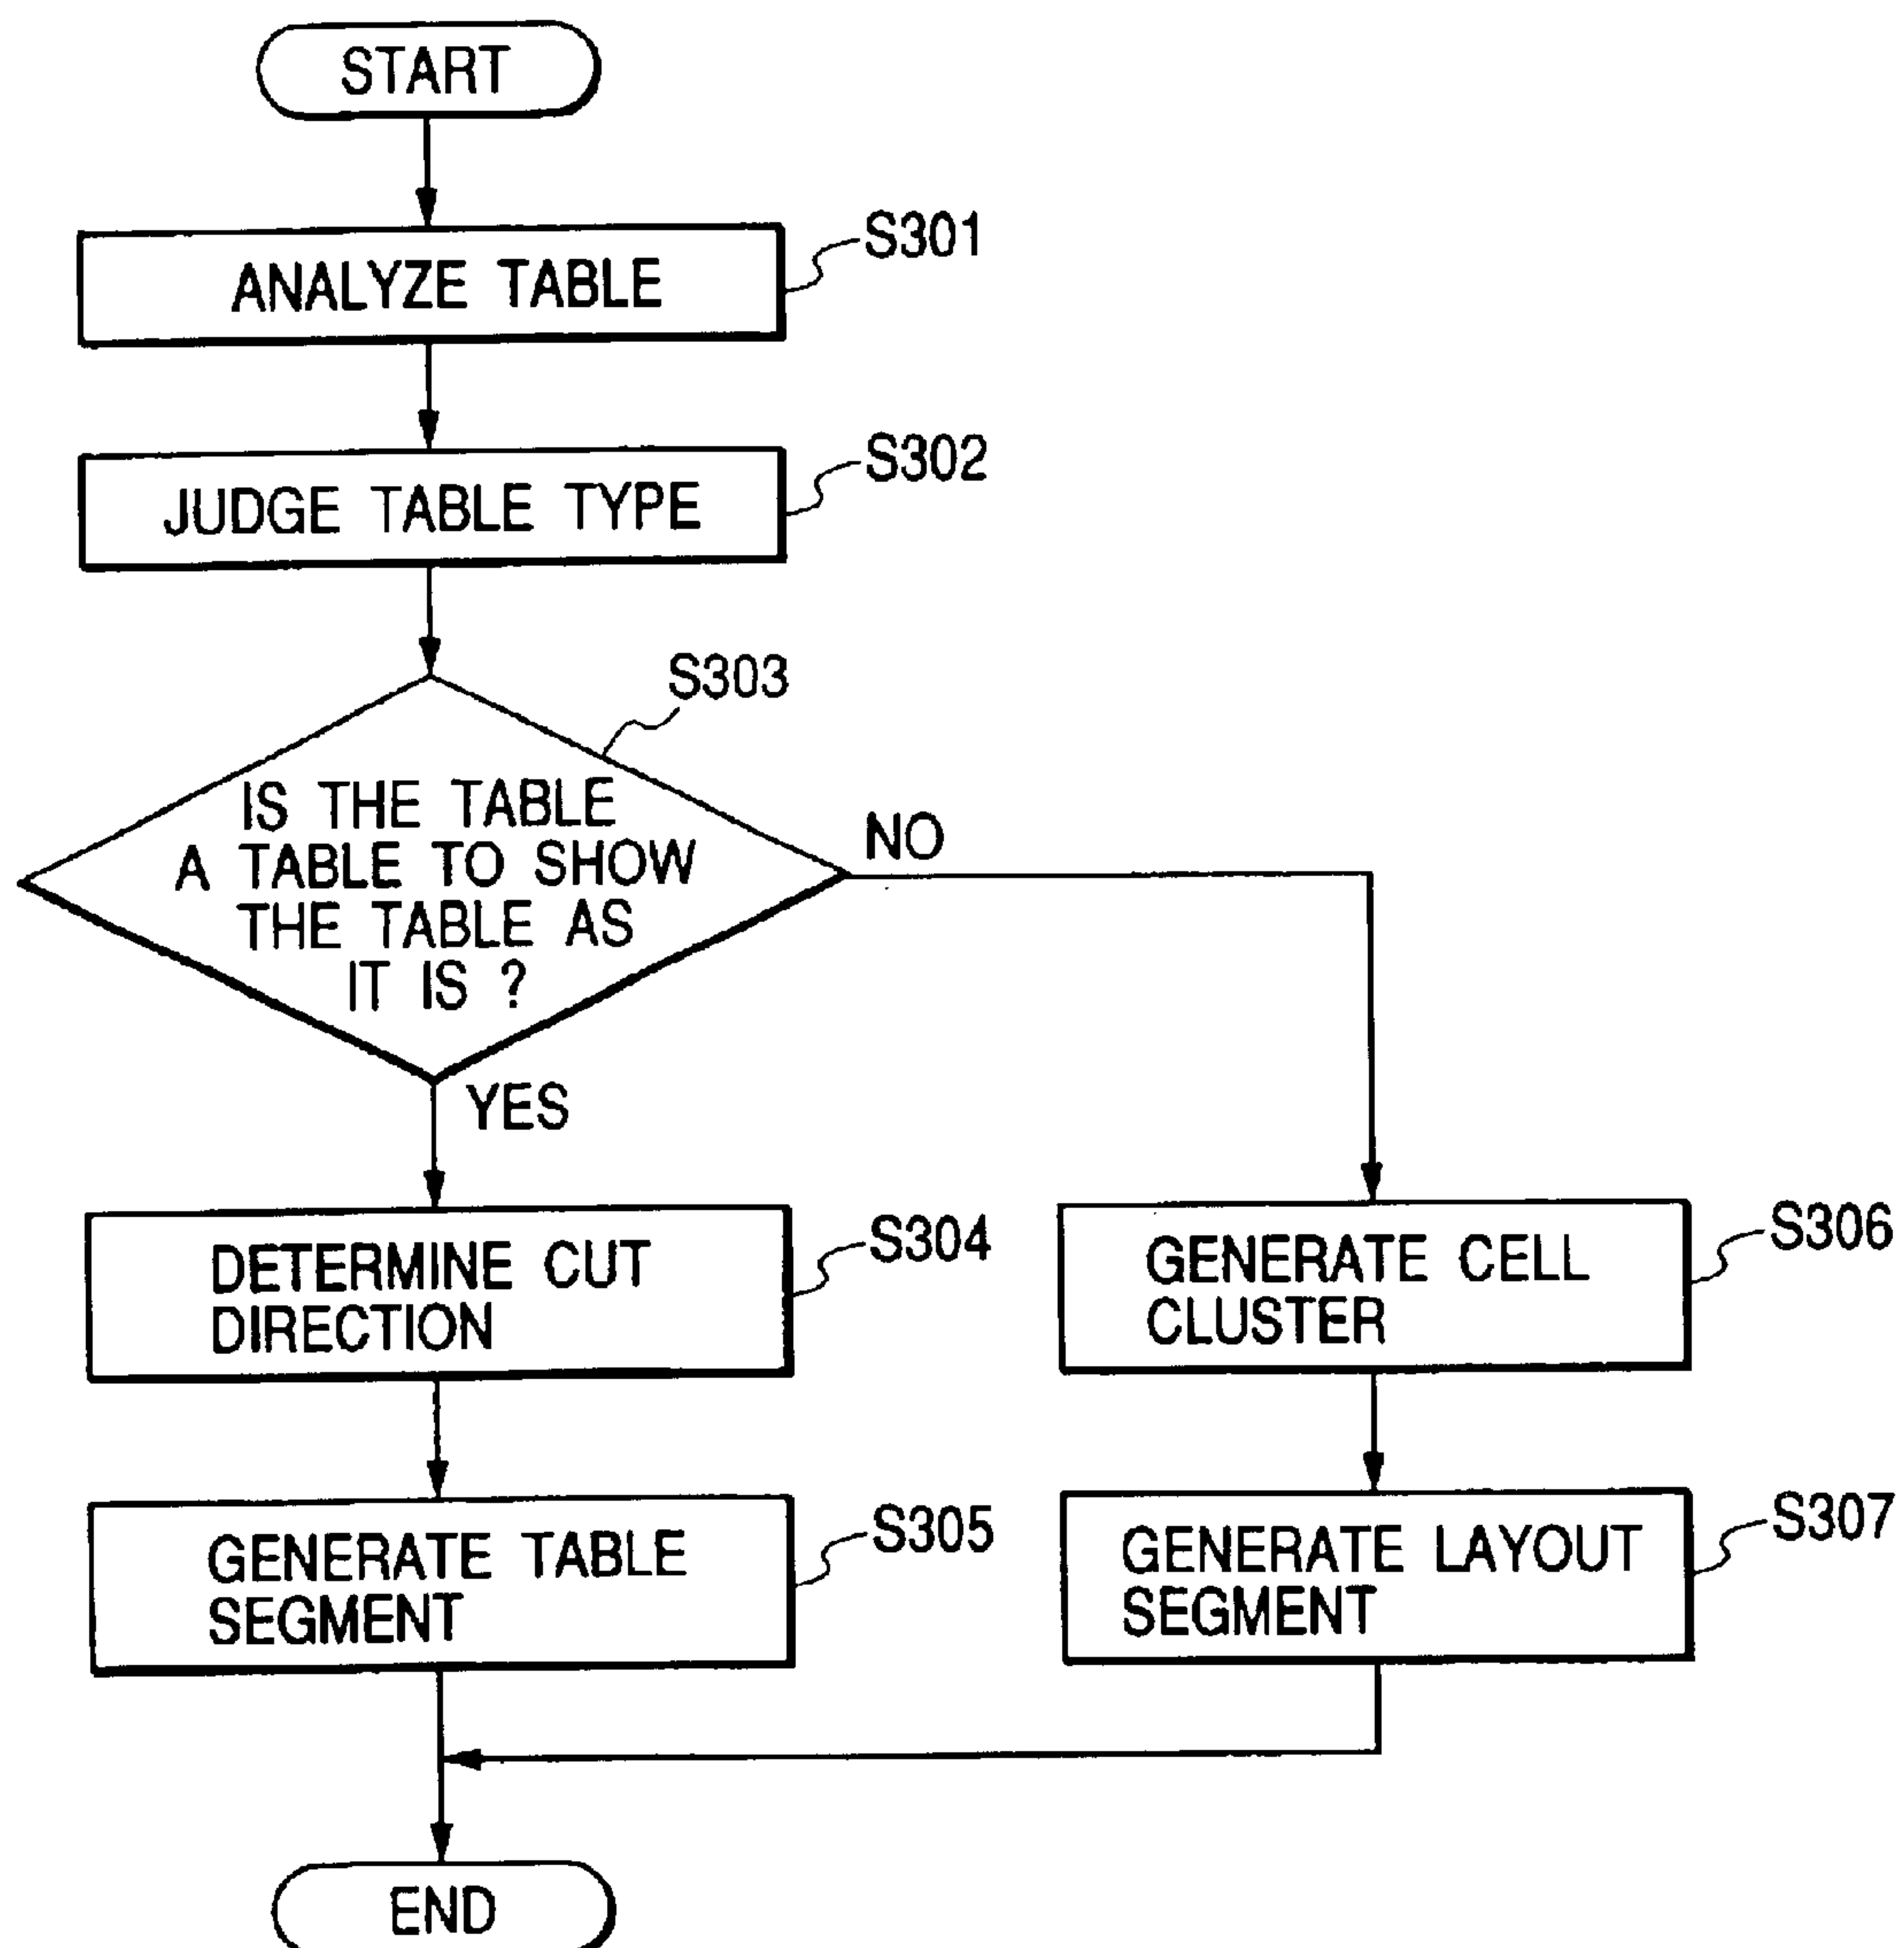 START
ANALYZE TABLE
S301
JUDGE TABLE TYPE
S302
S303
IS THE TABLE
A TABLE TO SHOW
THE TABLE AS
IT IS ?
NO
YES
DETERMINE CUT
DIRECTION
S304
GENERATE CELL
CLUSTER
S306
GENERATE TABLE
SEGMENT
S305
GENERATE LAYOUT
SEGMENT
S307
END